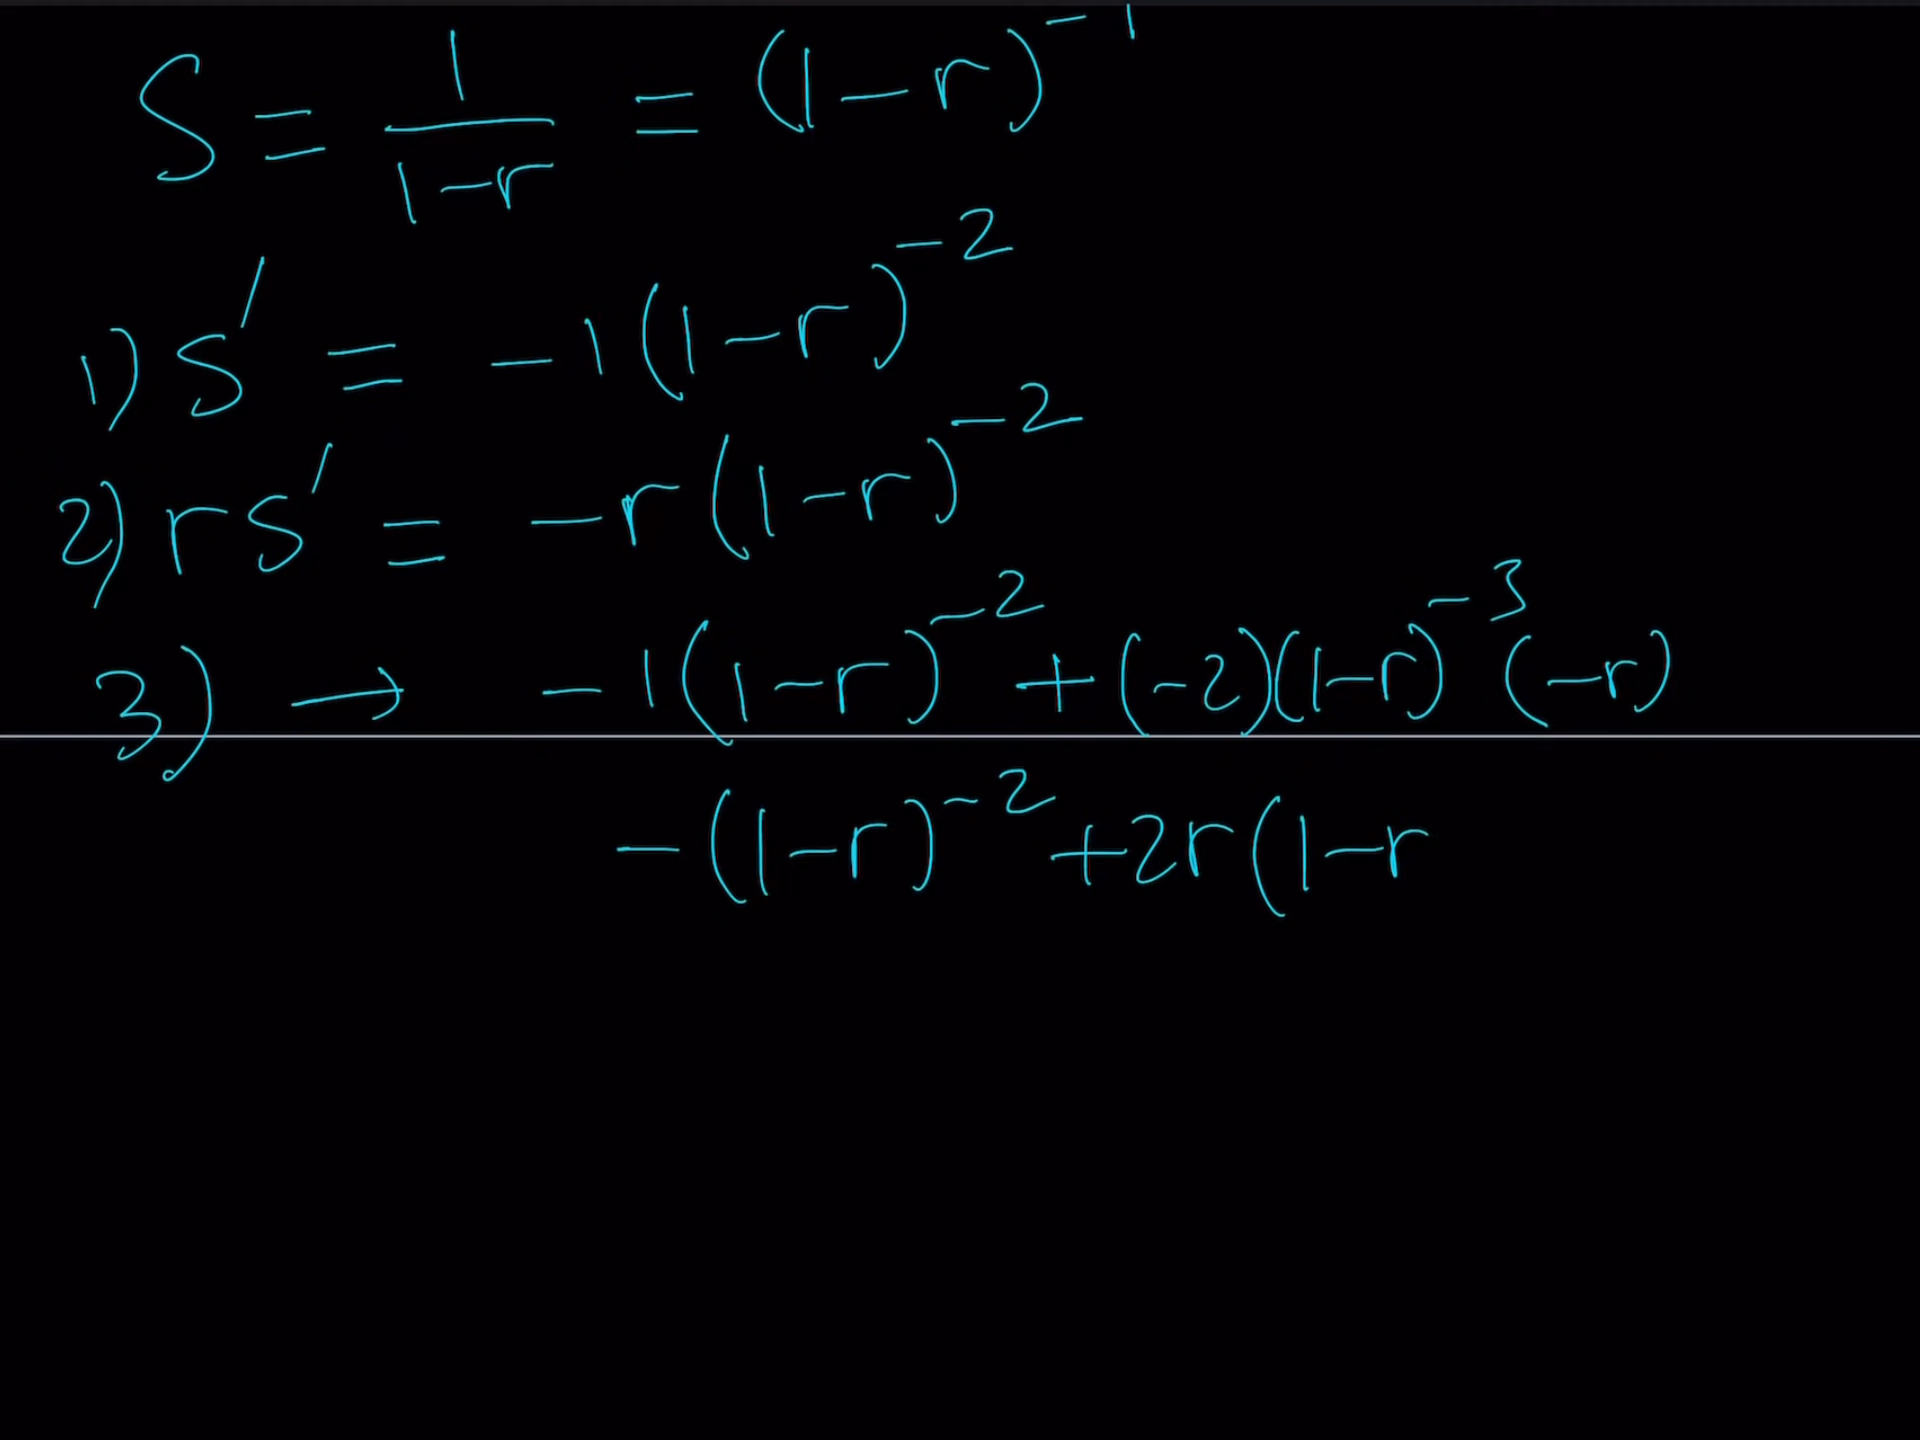 S = 1/(1-r) = (1-r)^-1
1) S' = -1(1-r)^-2
2) rS' = -r(1-r)^-2
3) → -1(1-r)^-2 + (-2)(1-r)^-3 (-r)
-(1-r)^-2 + 2r(1-r